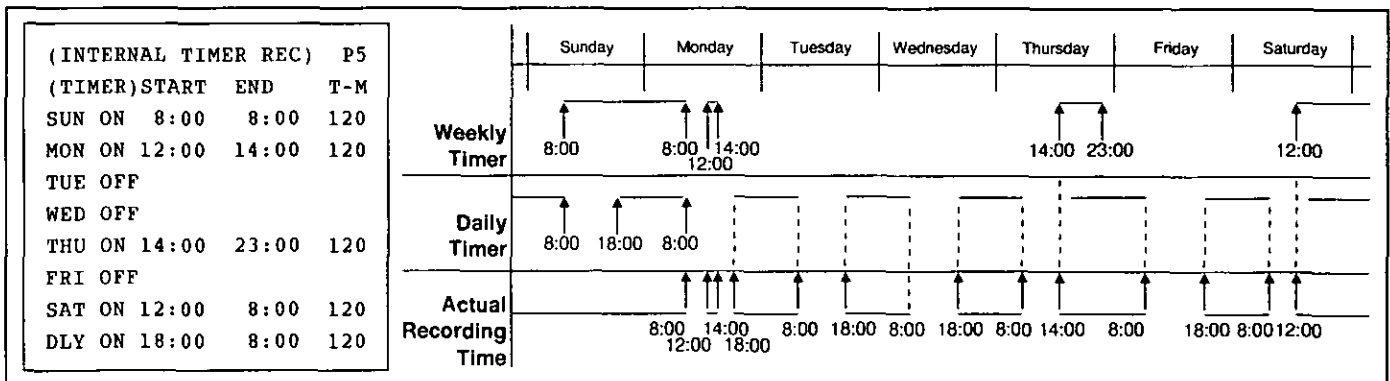 (INTERNAL TIMER REC) P5
(TIMER)START END T-M
SUN ON 8:00 8:00 120
MON ON 12:00 14:00 120
TUE OFF
WED OFF
THU ON 14:00 23:00 120
FRI OFF
SAT ON 12:00 8:00 120
DLY ON 18:00 8:00 120
Sunday Monday Tuesday Wednesday Thursday Friday Saturday
Weekly
Timer
8:00 8:00 14:00 14:00 23:00 12:00
12:00
Daily
Timer
8:00 18:00 8:00
Actual
Recording
Time
8:00 14:00 8:00 18:00 8:00 18:00 8:00 14:00 8:00 18:00 8:00 12:00
12:00 18:00